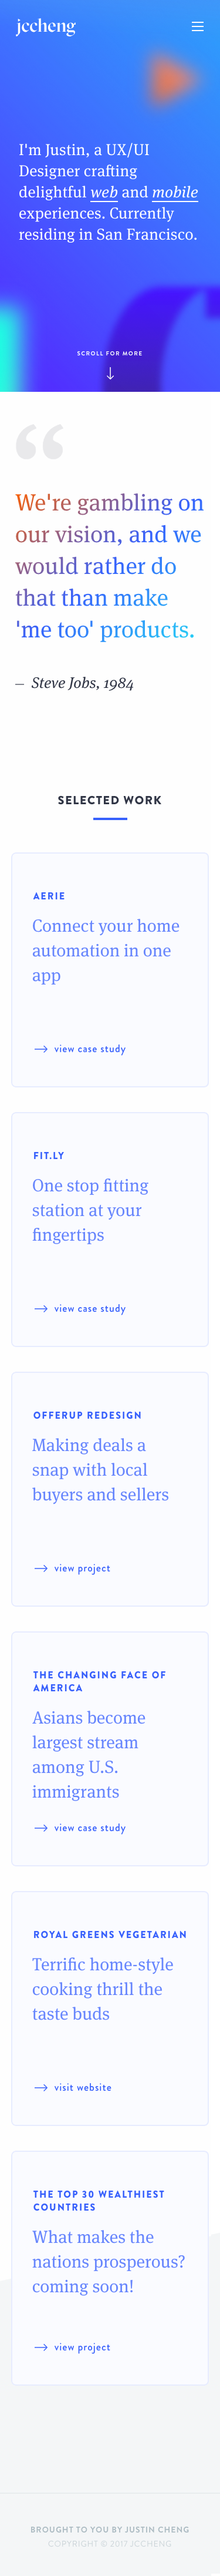 jccheng
I'm Justin, a UX/UI
Designer crafting
delightful web and mobile
experiences. Currently
residing in San Francisco.
SCROLL FOR MORE
“
We're gambling on
our vision, and we
would rather do
that than make
'me too' products.
— Steve Jobs, 1984
SELECTED WORK
AERIE
Connect your home
automation in one
app
view case study
FIT.LY
One stop fitting
station at your
fingertips
view case study
OFFERUP REDESIGN
Making deals a
snap with local
buyers and sellers
view project
THE CHANGING FACE OF
AMERICA
Asians become
largest stream
among U.S.
immigrants
view case study
ROYAL GREENS VEGETARIAN
Terrific home-style
cooking thrill the
taste buds
visit website
THE TOP 30 WEALTHIEST
COUNTRIES
What makes the
nations prosperous?
coming soon!
view project
BROUGHT TO YOU BY JUSTIN CHENG
COPYRIGHT © 2017 JCCHENG